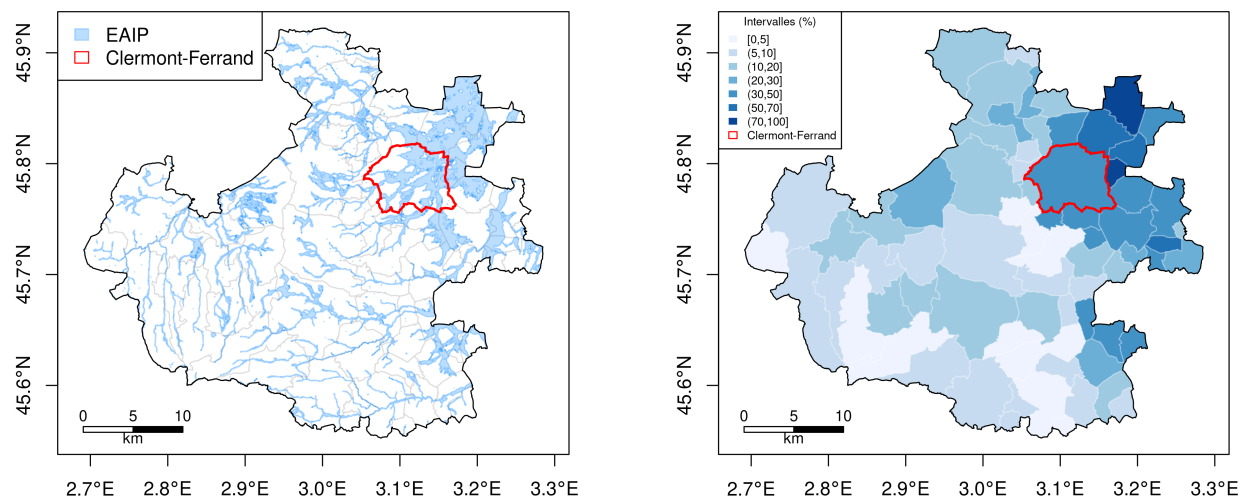 EAIP
Clermont-Ferrand
45.9°N
45.8°N
45.7°N
45.6°N
0 5 10
km
2.7°E 2.8°E 2.9°E 3.0°E 3.1°E 3.2°E 3.3°E
Intervalles (%)
[0,5]
(5,10]
(10,20]
(20,30]
(30,50]
(50,70]
(70,100]
Clermont-Ferrand
45.9°N
45.8°N
45.7°N
45.6°N
0 5 10
km
2.7°E 2.8°E 2.9°E 3.0°E 3.1°E 3.2°E 3.3°E